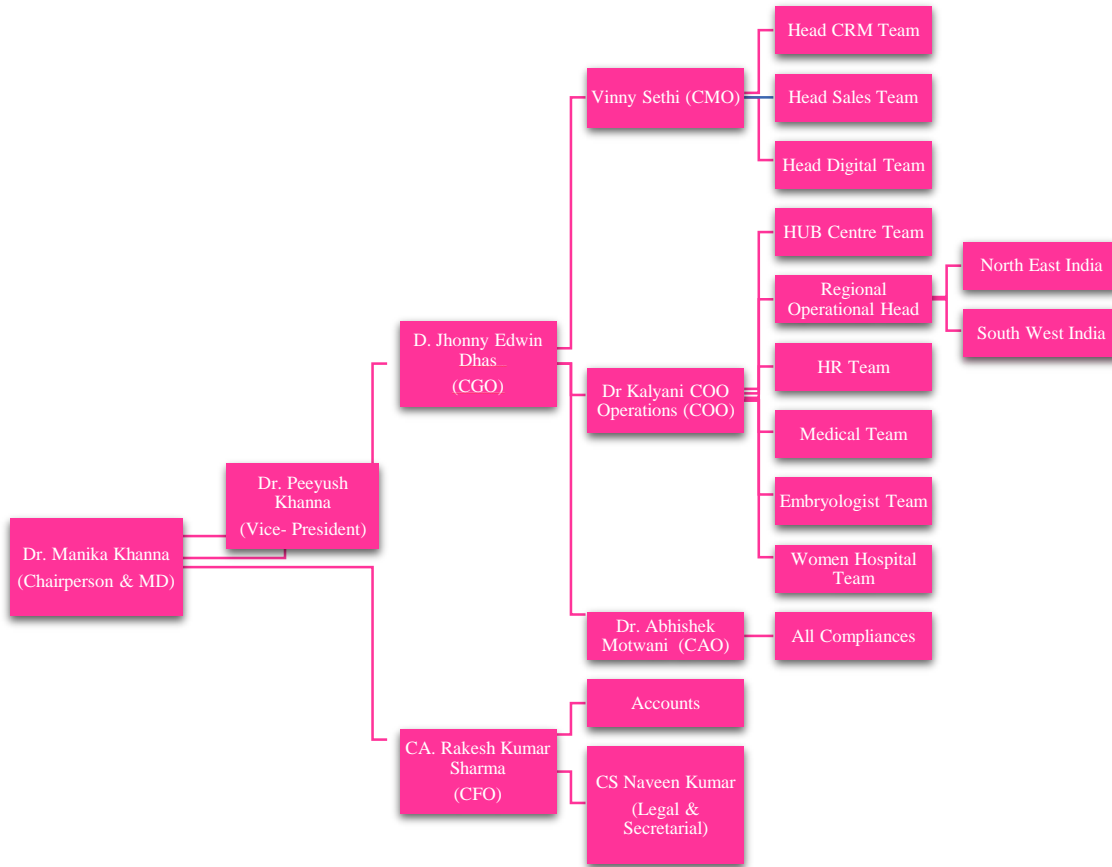 Dr. Manika Khanna
(Chairperson & MD)
Dr. Peeyush
Khanna
(Vice- President)
D. Jhonny Edwin
Dhas
(CGO)
Vinny Sethi (CMO)
Head CRM Team
Head Sales Team
Head Digital Team
Dr Kalyani COO
Operations (COO)
HUB Centre Team
Regional
Operational Head
North East India
South West India
HR Team
Medical Team
Embryologist Team
Women Hospital
Team
Dr. Abhishek
Motwani (CAO)
All Compliances
CA. Rakesh Kumar
Sharma
(CFO)
Accounts
CS Naveen Kumar
(Legal &
Secretarial)